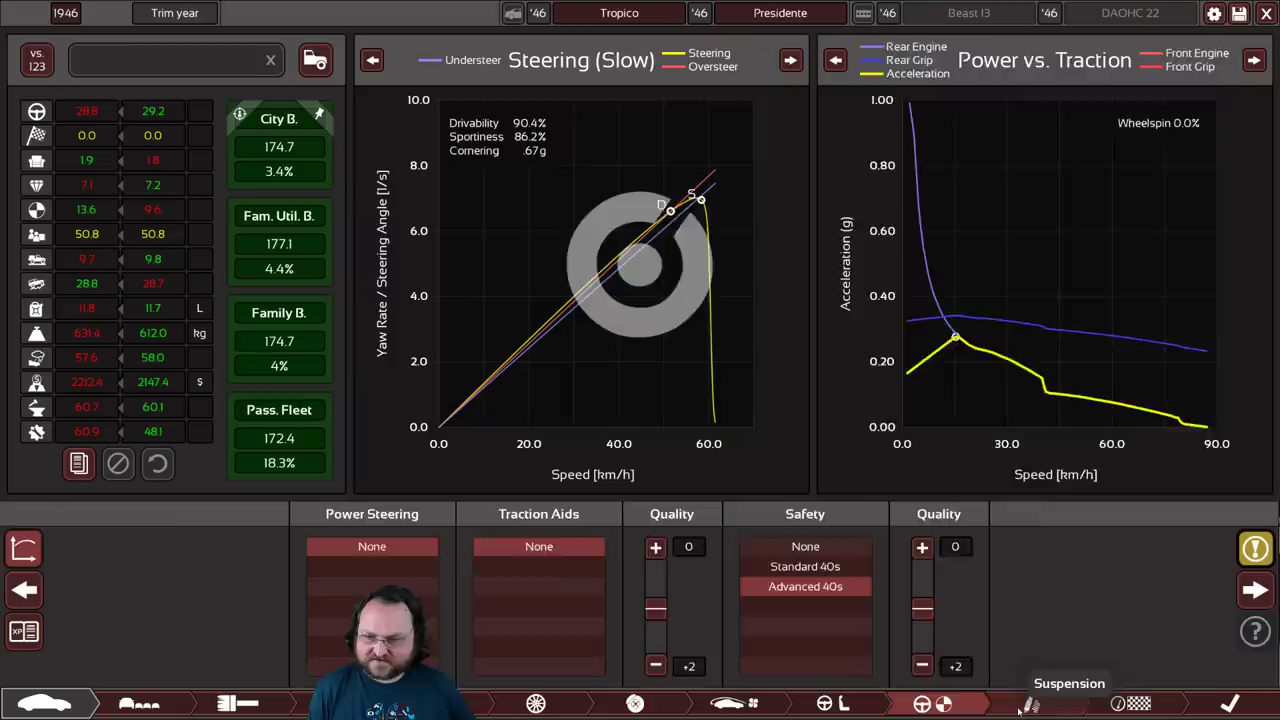 1946
Trim year
'46
Tropico
'46
Presidente
'46
Beast I3
'46
DAOHC 22
vs.
123
X
28.8 29.2
0.0 0.0
1.9 1.8
7.1 7.2
13.6 9.6
50.8 50.8
9.7 9.8
28.8 28.7
11.8 11.7 L
631.4 612.0 kg
57.6 58.0
2212.4 2147.4 $
60.7 60.1
60.9 48.1
City B.
174.7
3.4%
Fam. Util. B.
177.1
4.4%
Family B.
174.7
4%
Pass. Fleet
172.4
18.3%
Understeer
Steering (Slow)
Steering
Oversteer
Drivability 90.4%
Sportiness 86.2%
Cornering .67g
10.0
8.0
6.0
4.0
2.0
0.0
Yaw Rate / Steering Angle [1/s]
D
S
0.0 20.0 40.0 60.0
Speed [km/h]
Rear Engine
Rear Grip
Acceleration
Power vs. Traction
Front Engine
Front Grip
Wheelspin 0.0%
1.00
0.80
0.60
0.40
0.20
0.00
Acceleration (g)
0.0 30.0 60.0 90.0
Speed [km/h]
Power Steering
None
Traction Aids
None
Quality
+ 0
- +2
Safety
None
Standard 40s
Advanced 40s
Quality
+ 0
- +2
XP
?
Suspension